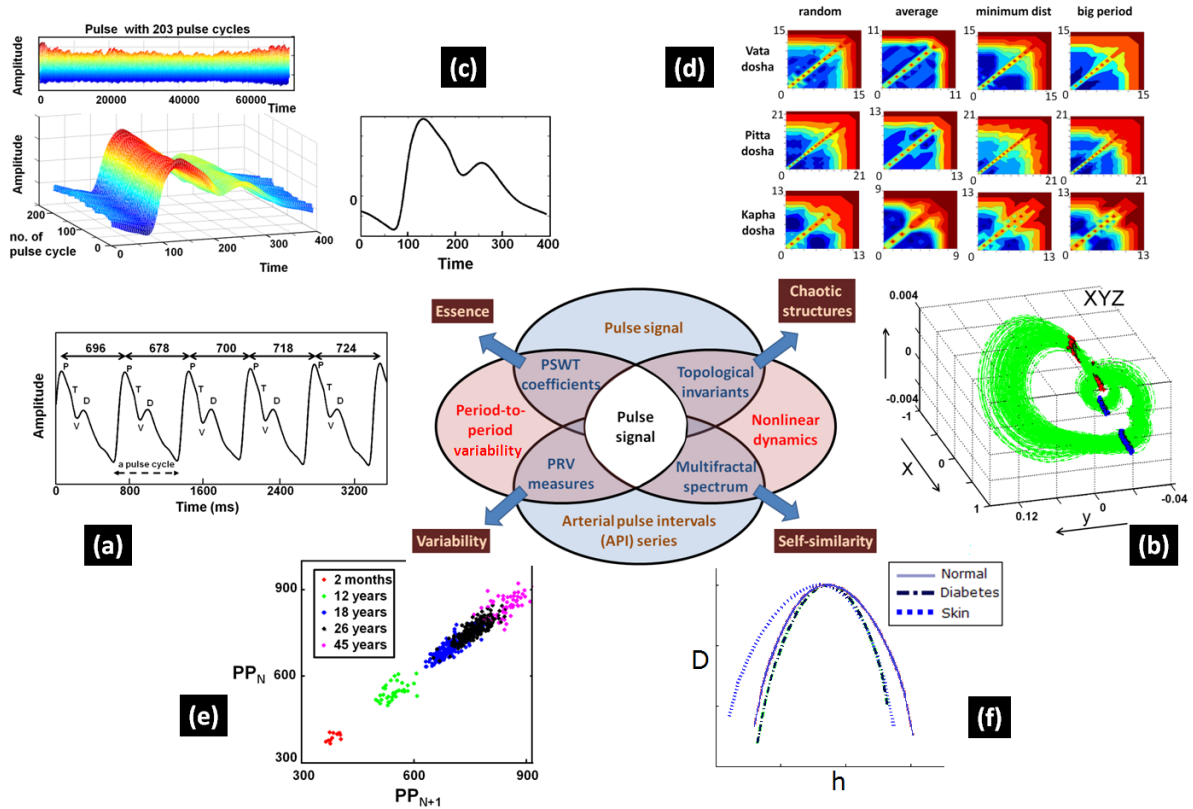 Pulse with 203 pulse cycles
Amplitude
0 20000 40000 60000
Time
Amplitude
200
100
0
no. of
pulse cycle
0 100 200 300 400
Time
(c)
0
0 100 200 300 400
Time
(d)
random average minimum dist big period
Vata
dosha
15 11 15 15
0 0 0 0
15 11 15 15
Pitta
dosha
21 13 21 21
0 0 0 0
21 13 21 21
Kapha
dosha
13 9 13 13
0 0 0 0
13 9 13 13
696 678 700 718 724
P P P P P
T T T T T
D D D D D
V V V V V
Amplitude
a pulse cycle
0 800 1600 2400 3200
Time (ms)
(a)
Essence
Chaotic
structures
Pulse signal
PSWT
coefficients
Topological
invariants
Period-to-
period
variability
Pulse
signal
Nonlinear
dynamics
PRV
measures
Multifractal
spectrum
Arterial pulse intervals
(API) series
Variability
Self-similarity
XYZ
0.004
0
-0.004
-1
0
1
X
0.12 0 -0.04
y
(b)
900
600
300
PP_N
2 months
12 years
18 years
26 years
45 years
300 600 900
PP_N+1
(e)
Normal
Diabetes
Skin
D
h
(f)